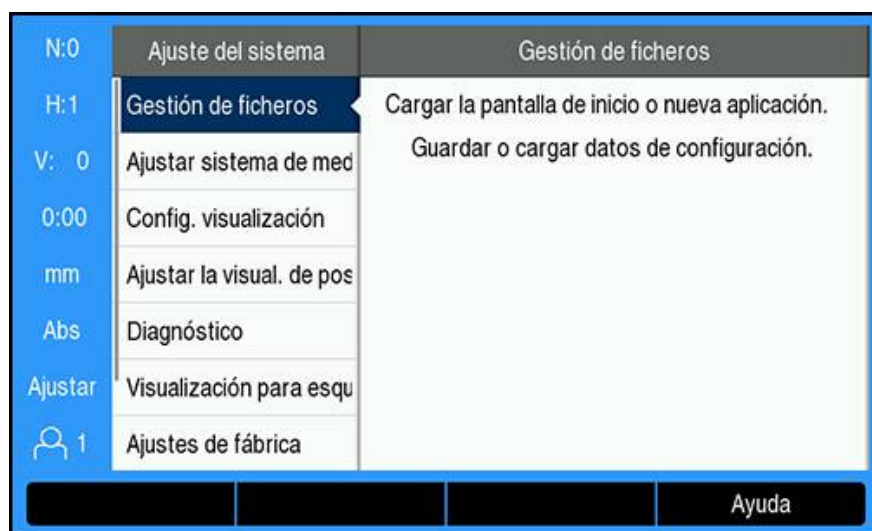 N:0
H:1
V: 0
0:00
mm
Abs
Ajustar
1
Ajuste del sistema
Gestión de ficheros
Ajustar sistema de med
Config. visualización
Ajustar la visual. de pos
Diagnóstico
Visualización para esqu
Ajustes de fábrica
Gestión de ficheros
Cargar la pantalla de inicio o nueva aplicación.
Guardar o cargar datos de configuración.
Ayuda